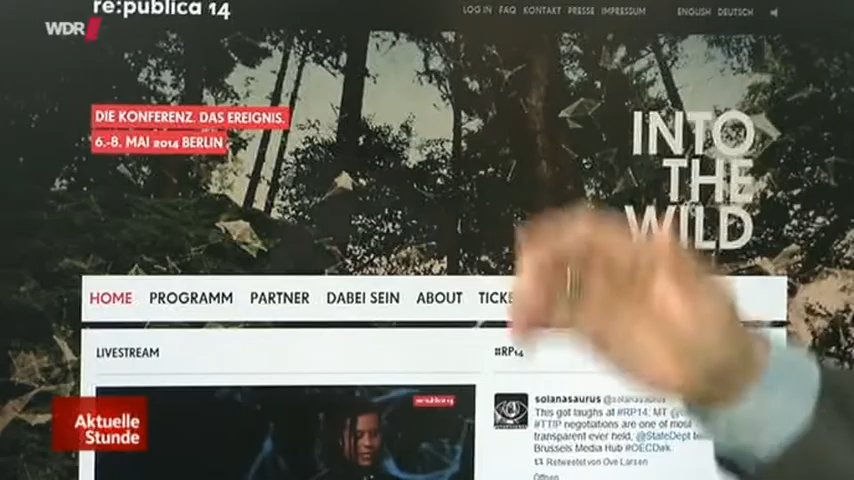 re:publica 14
LOG IN FAQ KONTAKT PRESSE IMPRESSUM ENGLISH DEUTSCH
WDR
DIE KONFERENZ. DAS EREIGNIS.
6.-8. MAI 2014 BERLIN
INTO
THE
WILD
HOME PROGRAMM PARTNER DABEI SEIN ABOUT
LIVESTREAM
#RP14
solanasaurus @solanasaurus
This got laughs at #RP14: MT
#TTIP negotiations are one of most
transparent ever held, @StateDept
Brussels Media Hub #OECDwk.
Retweetet von Ove Larsen
Öffnen
Aktuelle
Stunde